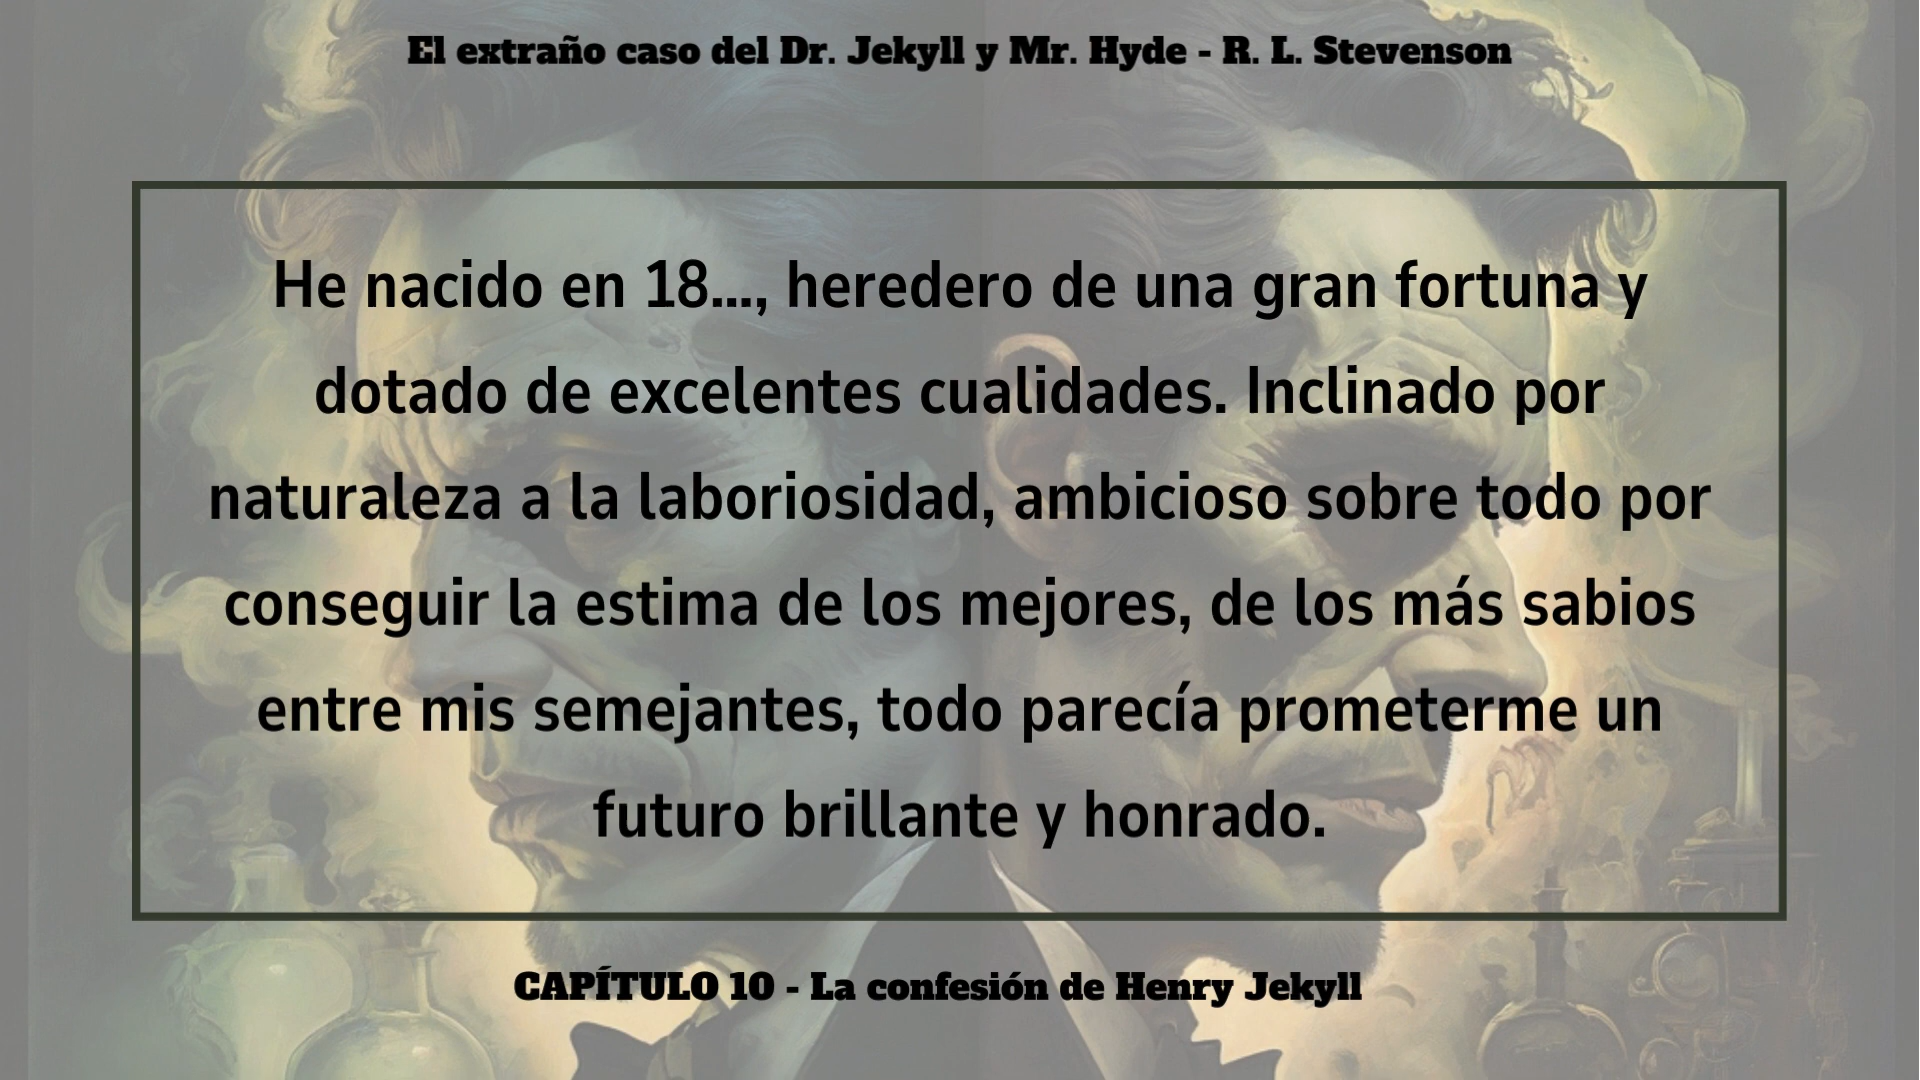 El extraño caso del Dr. Jekyll y Mr. Hyde - R. L. Stevenson
He nacido en 18..., heredero de una gran fortuna y
dotado de excelentes cualidades. Inclinado por
naturaleza a la laboriosidad, ambicioso sobre todo por
conseguir la estima de los mejores, de los más sabios
entre mis semejantes, todo parecía prometerme un
futuro brillante y honrado.
CAPÍTULO 10 - La confesión de Henry Jekyll